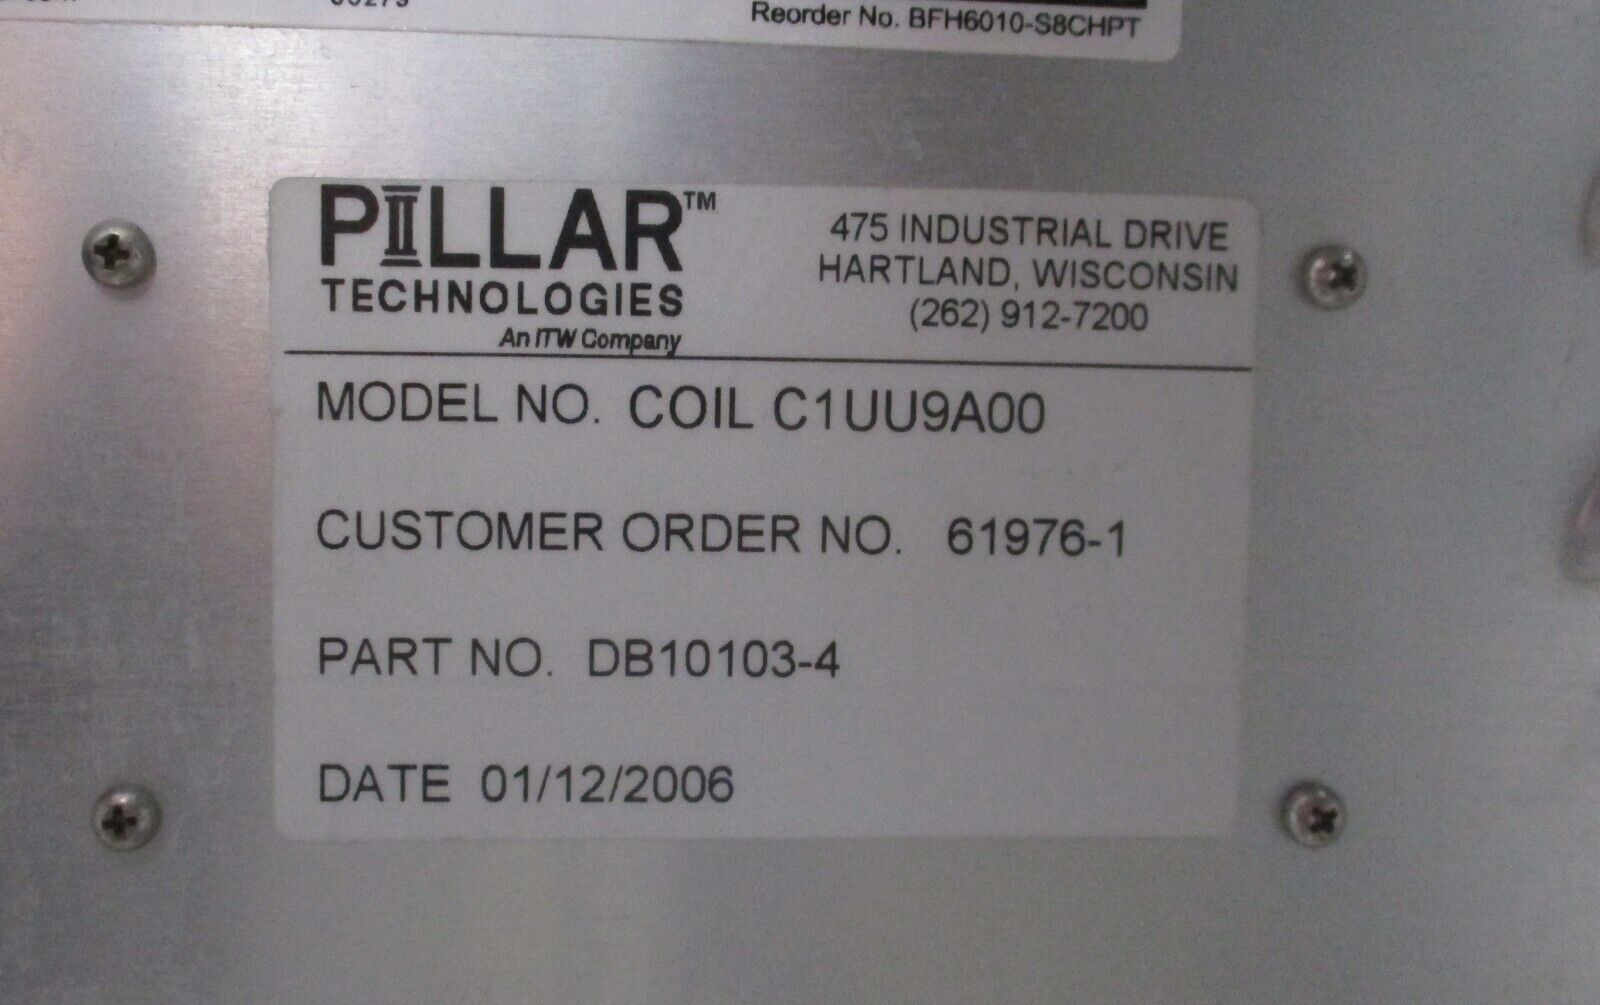 Reorder No. BFH6010-S8CHPT
PILLAR™
TECHNOLOGIES
An ITW Company
475 INDUSTRIAL DRIVE
HARTLAND, WISCONSIN
(262) 912-7200
MODEL NO. COIL C1UU9A00
CUSTOMER ORDER NO. 61976-1
PART NO. DB10103-4
DATE 01/12/2006